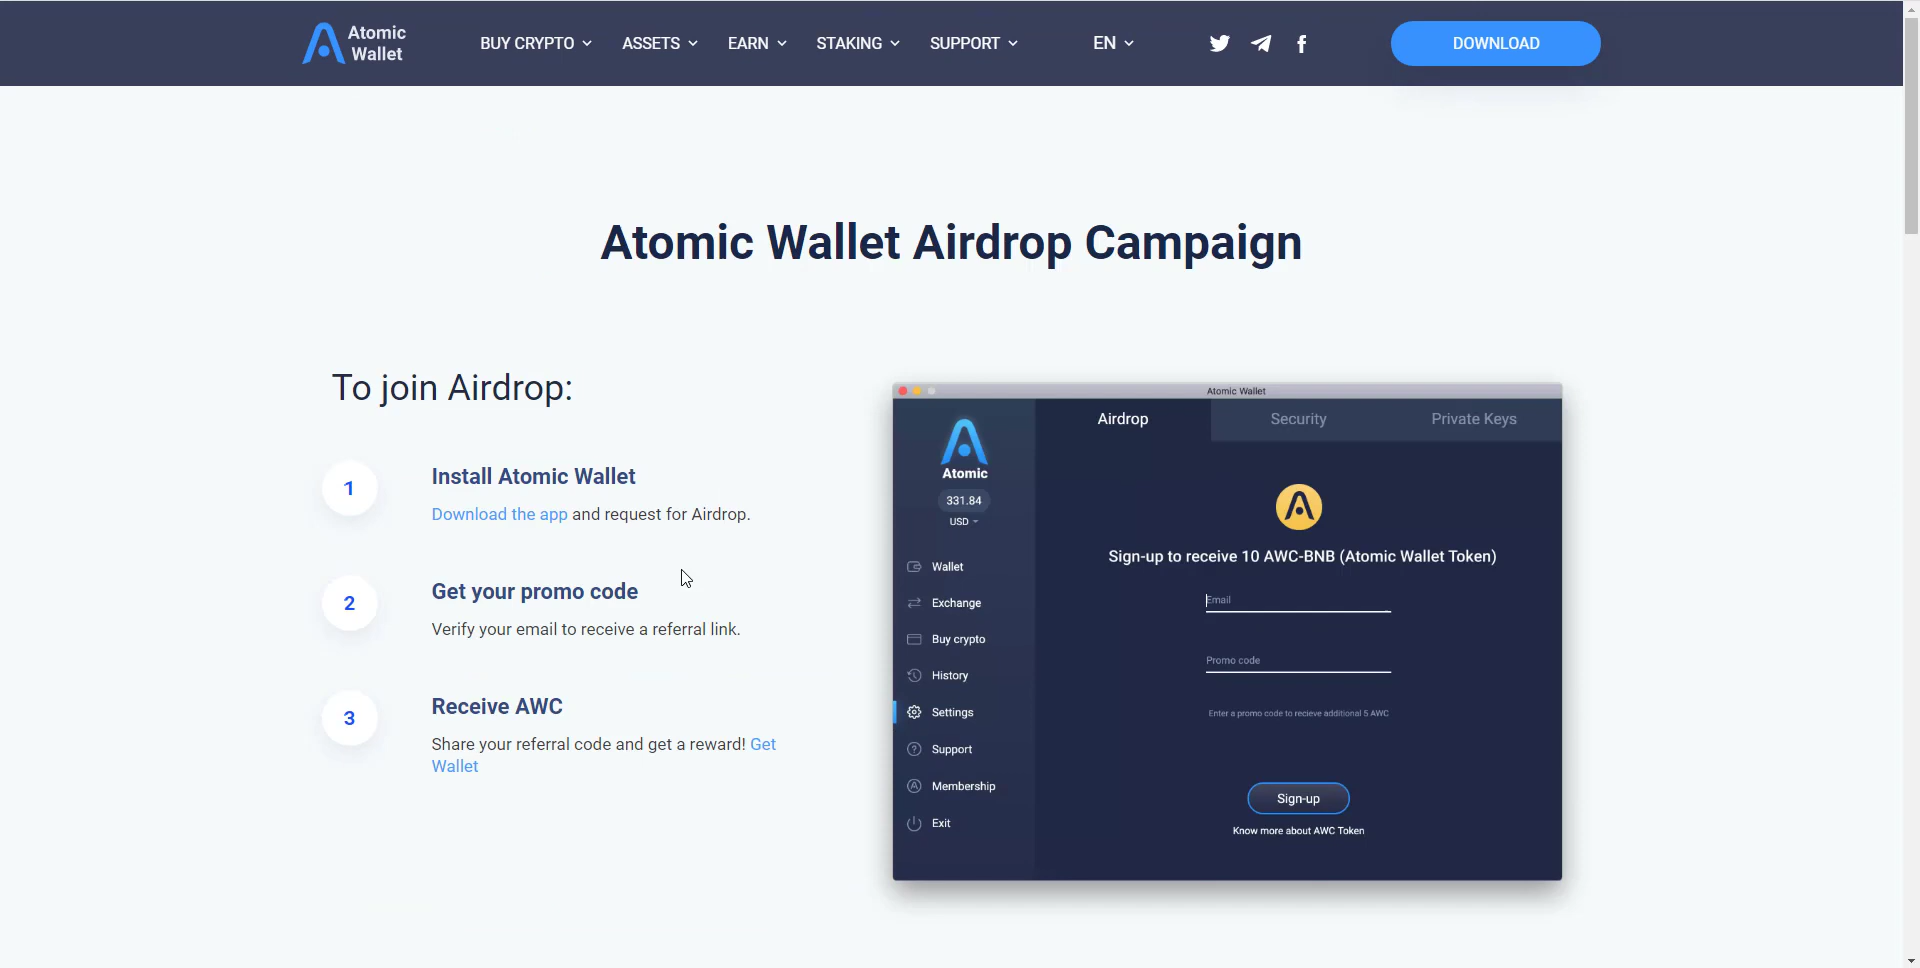 Atomic
Wallet
BUY CRYPTO
ASSETS
EARN
STAKING
SUPPORT
EN
DOWNLOAD
Atomic Wallet Airdrop Campaign
To join Airdrop:
1
Install Atomic Wallet
Download the app and request for Airdrop.
2
Get your promo code
Verify your email to receive a referral link.
3
Receive AWC
Share your referral code and get a reward! Get
Wallet
Atomic Wallet
Atomic
331.84
USD
Wallet
Exchange
Buy crypto
History
Settings
Support
Membership
Exit
Airdrop
Security
Private Keys
Sign-up to receive 10 AWC-BNB (Atomic Wallet Token)
Email
Promo code
Enter a promo code to recieve additional 5 AWC
Sign-up
Know more about AWC Token